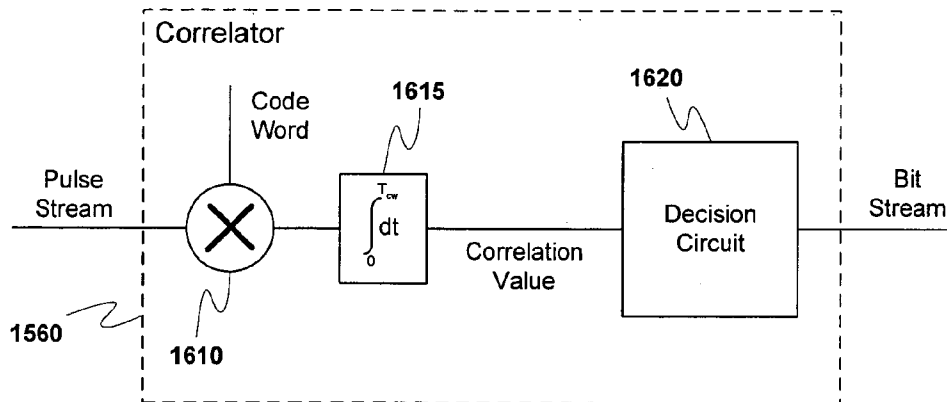 Correlator
Code
Word
1615
1620
Pulse
Stream
T_cw
∫dt
0
Correlation
Value
Decision
Circuit
Bit
Stream
1560
1610